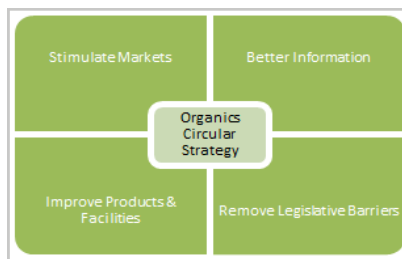 Stimulate Markets
Better Information
Organics
Circular
Strategy
Improve Products &
Facilities
Remove Legislative Barriers